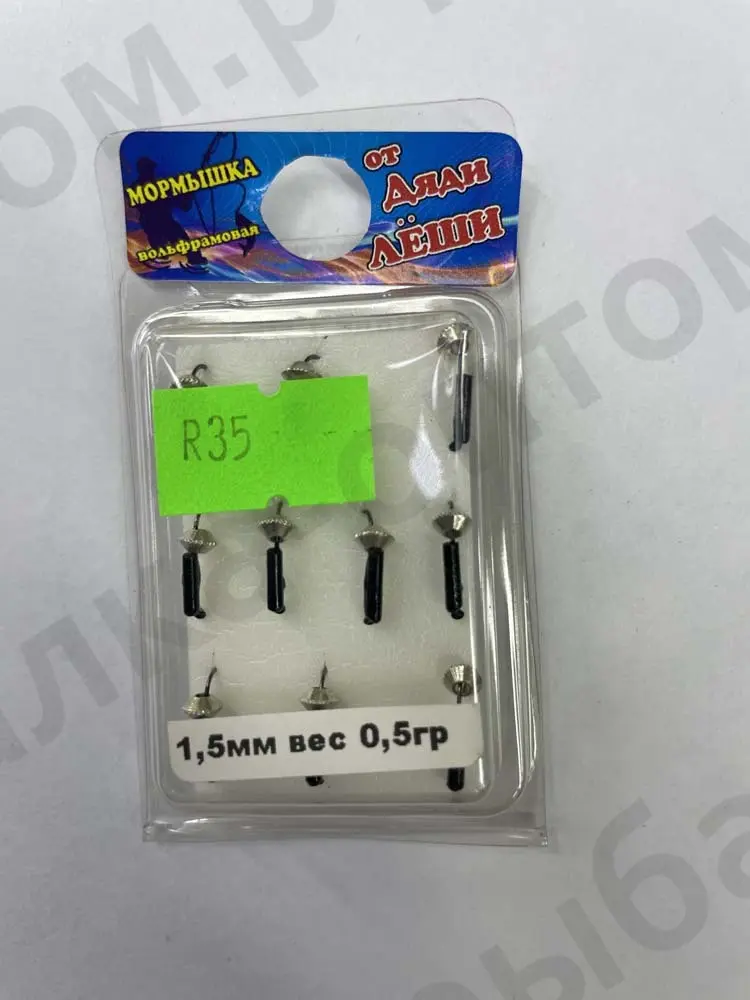 МОРМЫШКА
вольфрамовая
от
Дяди
ЛЁШИ
R35
1,5мм вес 0,5гр